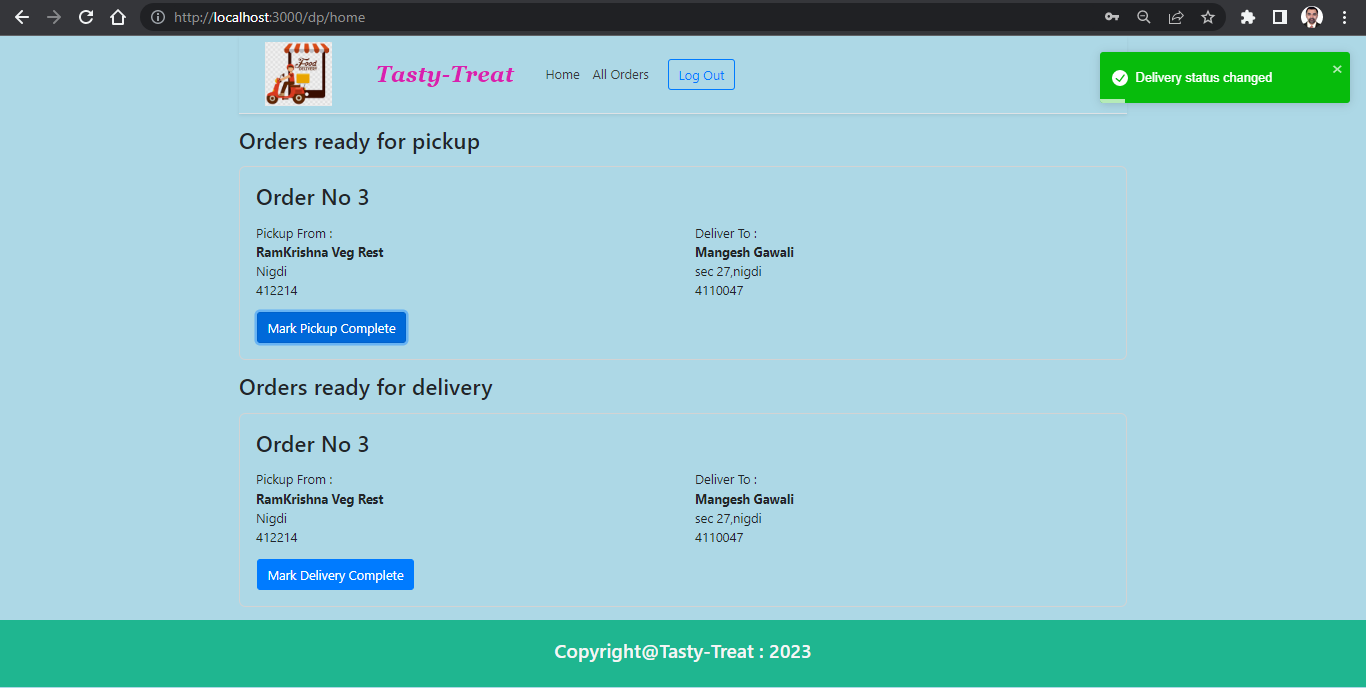 http://localhost:3000/dp/home
Food
DELIVERY
Tasty-Treat
Home
All Orders
Log Out
Delivery status changed
Orders ready for pickup
Order No 3
Pickup From :
RamKrishna Veg Rest
Nigdi
412214
Deliver To :
Mangesh Gawali
sec 27,nigdi
4110047
Mark Pickup Complete
Orders ready for delivery
Order No 3
Pickup From :
RamKrishna Veg Rest
Nigdi
412214
Deliver To :
Mangesh Gawali
sec 27,nigdi
4110047
Mark Delivery Complete
Copyright@Tasty-Treat : 2023